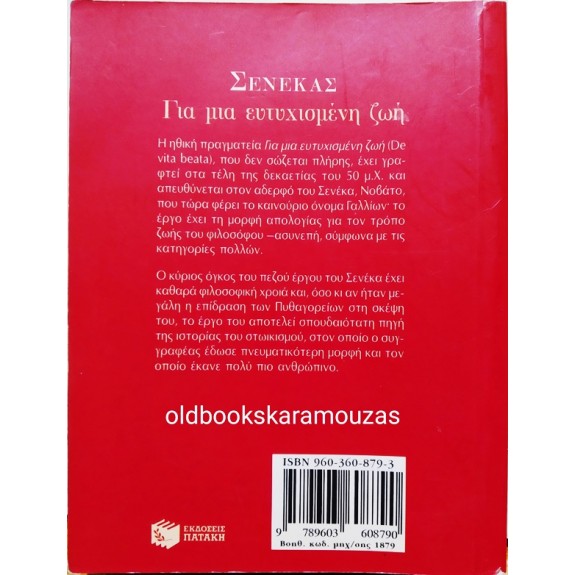 ΣΕΝΕΚΑΣ
Για μια ευτυχισμένη ζωή
Η ηθική πραγματεία Για μια ευτυχισμένη ζωή (De
vita beata), που δεν σώζεται πλήρης, έχει γρα-
φτεί στα τέλη της δεκαετίας του 50 μ.Χ. και
απευθύνεται στον αδερφό του Σενέκα, Νοβάτο,
που τώρα φέρει το καινούριο όνομα Γαλλίων· το
έργο έχει τη μορφή απολογίας για τον τρόπο
ζωής του φιλοσόφου –ασυνεπή, σύμφωνα με τις
κατηγορίες πολλών.
Ο κύριος όγκος του πεζού έργου του Σενέκα έχει
καθαρά φιλοσοφική χροιά και, όσο κι αν ήταν με-
γάλη η επίδραση των Πυθαγορείων στη σκέψη
του, το έργο του αποτελεί σπουδαιότατη πηγή
της ιστορίας του στωικισμού, στον οποίο ο συγ-
γραφέας έδωσε πνευματικότερη μορφή και τον
οποίο έκανε πολύ πιο ανθρώπινο.
oldbookskaramouzas
ISBN 960-360-879-3
9 789603 608790
Βοηθ. κωδ. μηχ/σης 1879
ΕΚΔΟΣΕΙΣ
ΠΑΤΑΚΗ